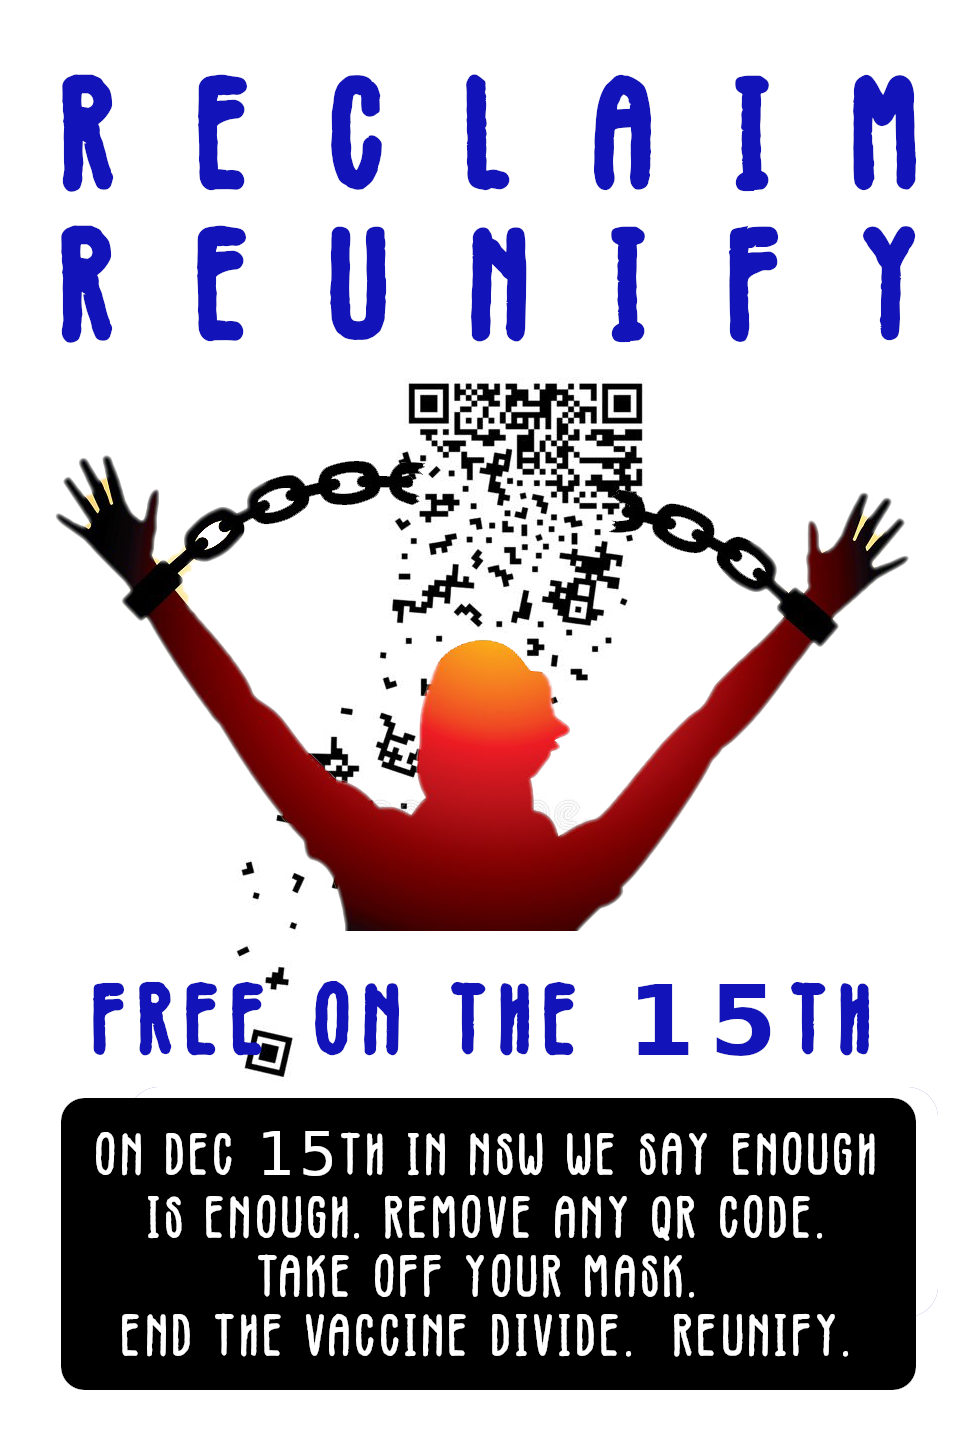 RECLAIM
REUNIFY
FREE ON THE 15TH
ON DEC 15TH IN NSW WE SAY ENOUGH
IS ENOUGH. REMOVE ANY QR CODE.
TAKE OFF YOUR MASK.
END THE VACCINE DIVIDE. REUNIFY.